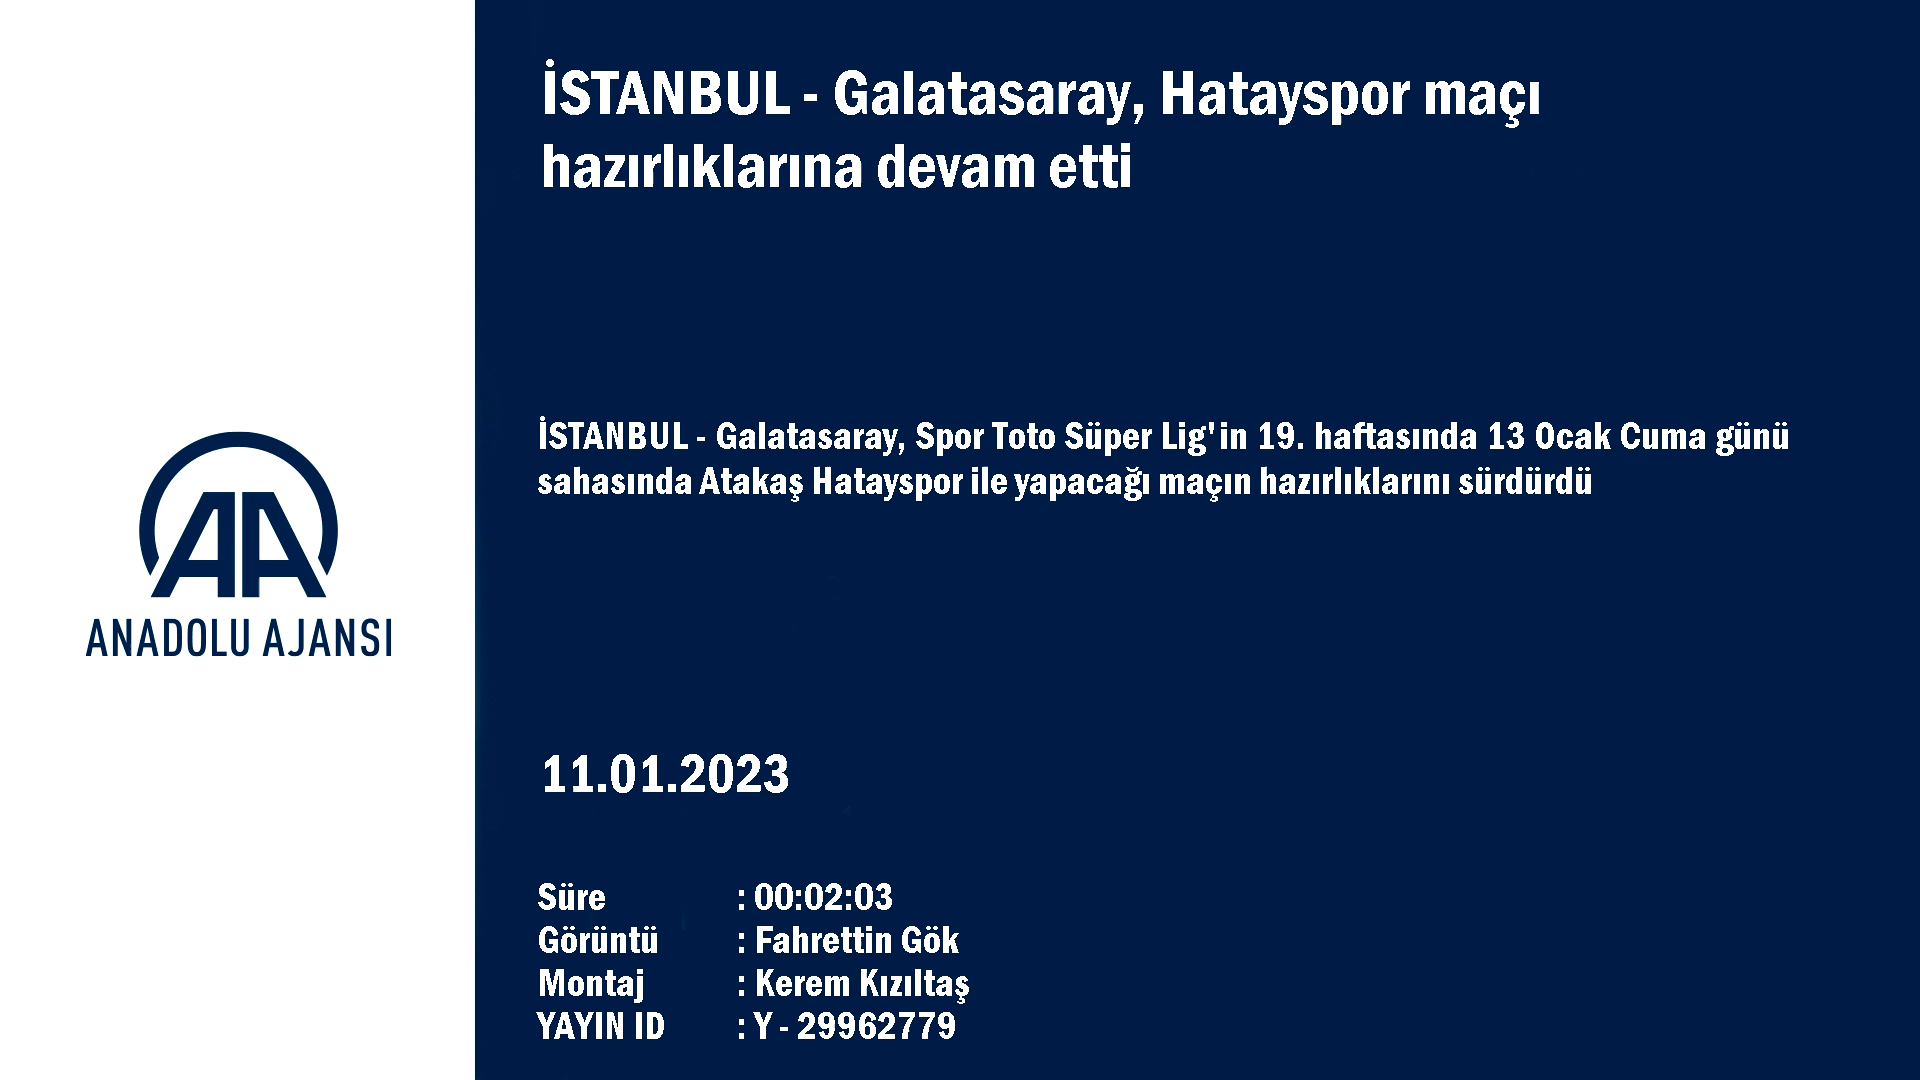 İSTANBUL - Galatasaray, Hatayspor maçı
hazırlıklarına devam etti
İSTANBUL - Galatasaray, Spor Toto Süper Lig'in 19. haftasında 13 Ocak Cuma günü
sahasında Atakaş Hatayspor ile yapacağı maçın hazırlıklarını sürdürdü
AA
ANADOLU AJANSI
11.01.2023
Süre : 00:02:03
Görüntü : Fahrettin Gök
Montaj : Kerem Kızıltaş
YAYIN ID : Y - 29962779